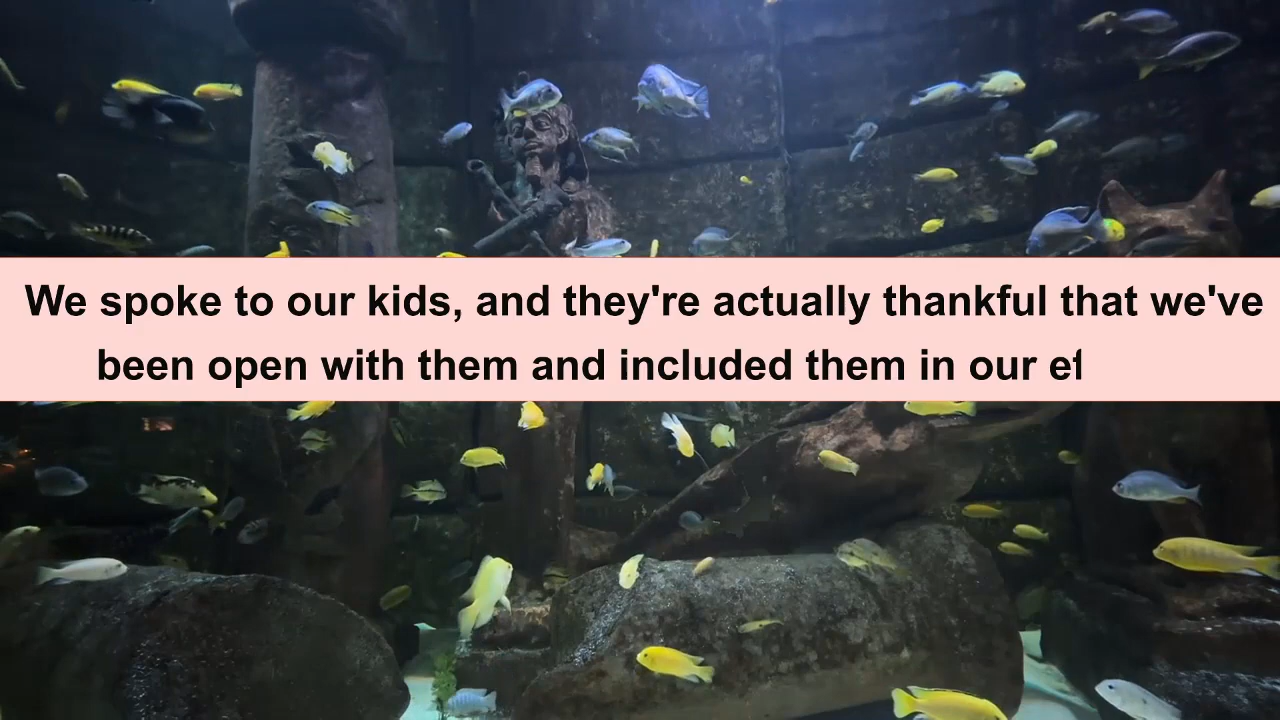 We spoke to our kids, and they're actually thankful that we've
been open with them and included them in our